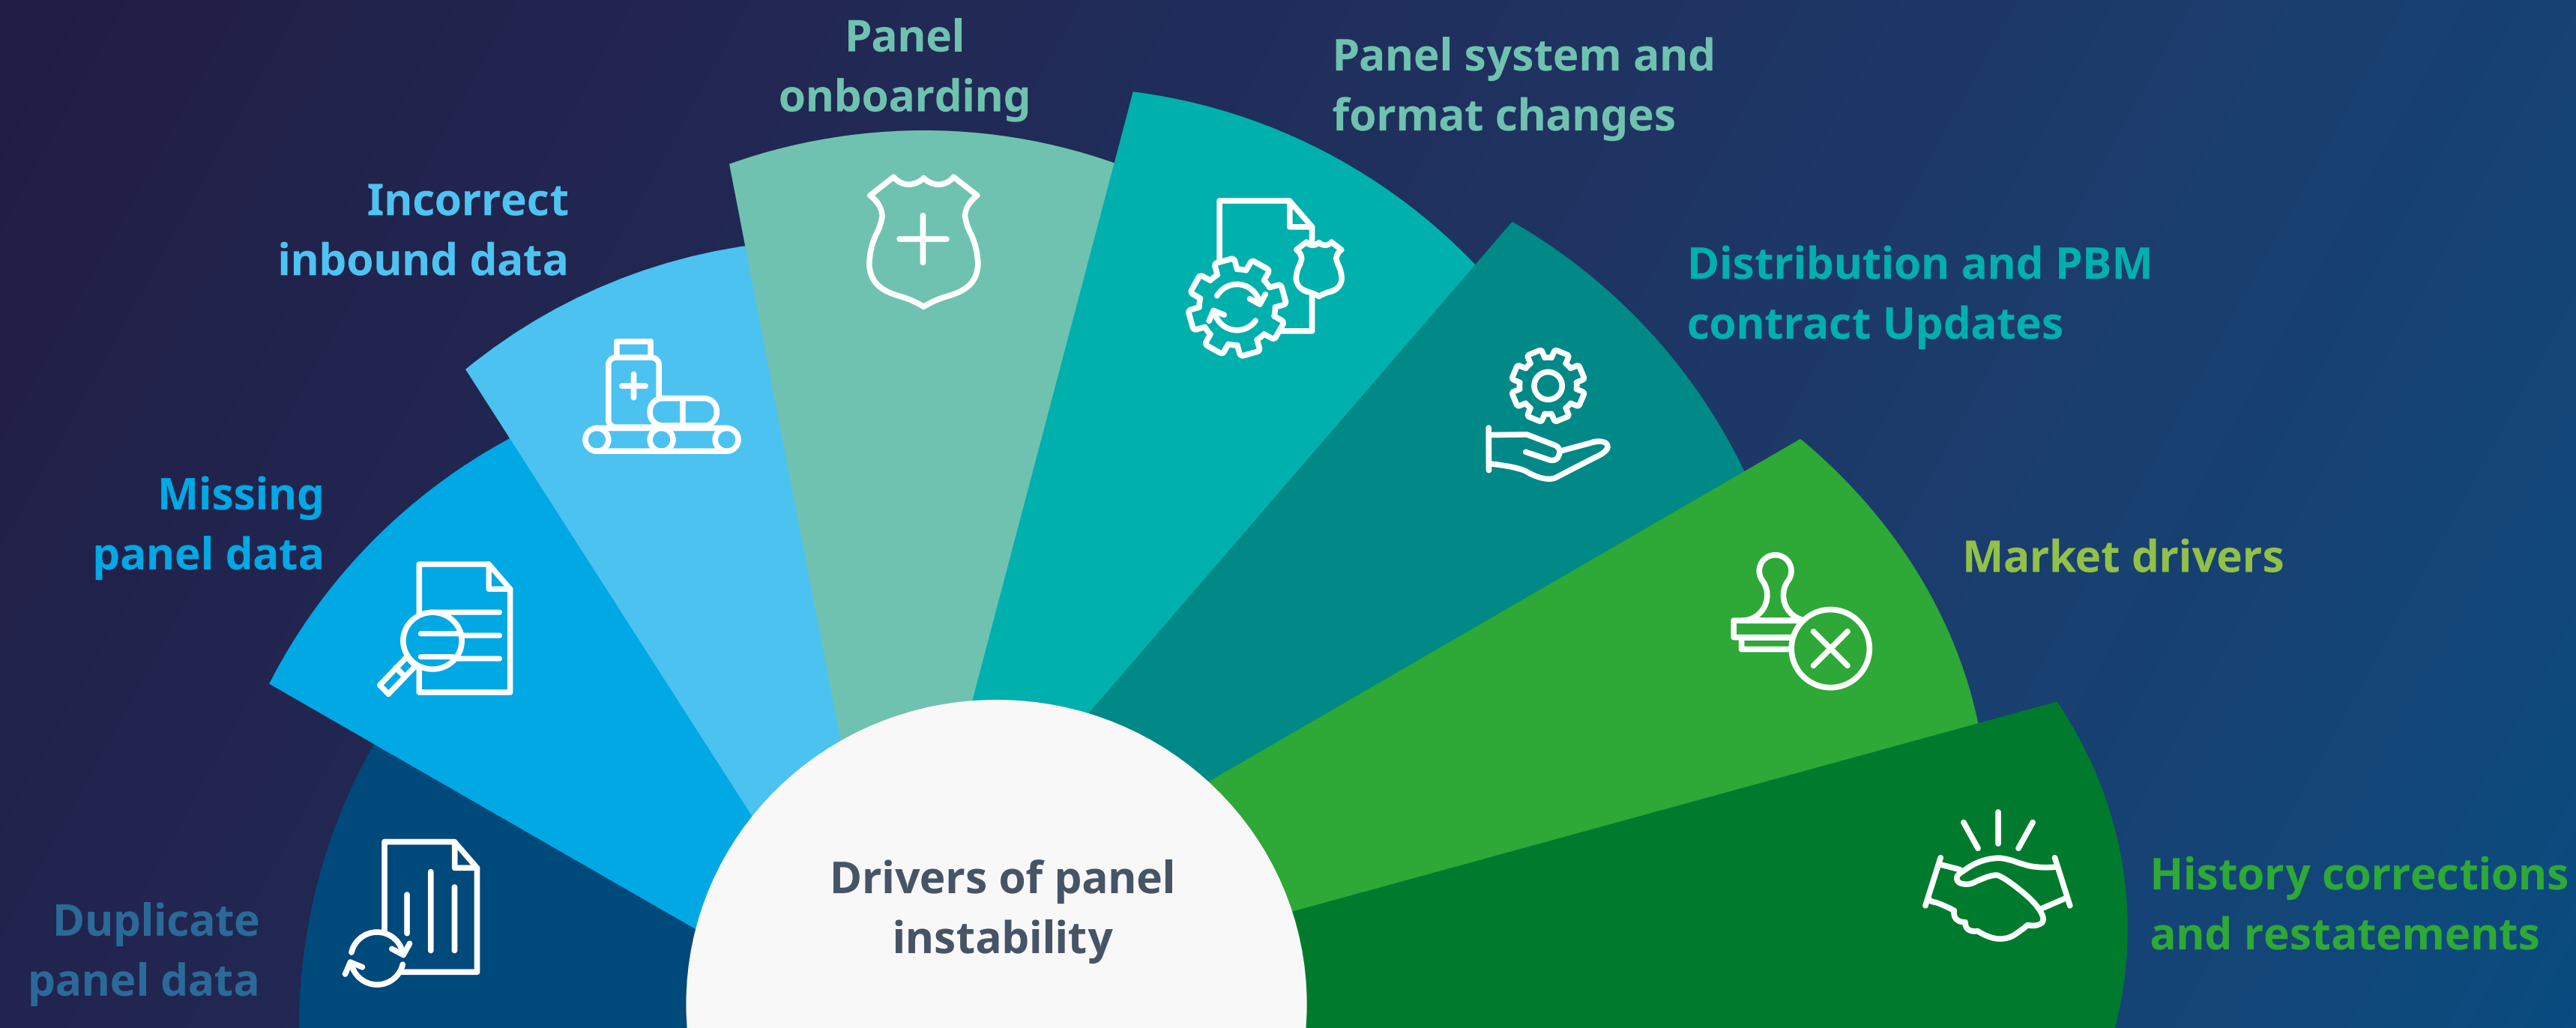 Panel
onboarding
Panel system and
format changes
Incorrect
inbound data
Distribution and PBM
contract Updates
Missing
panel data
Market drivers
Duplicate
panel data
Drivers of panel
instability
History corrections
and restatements